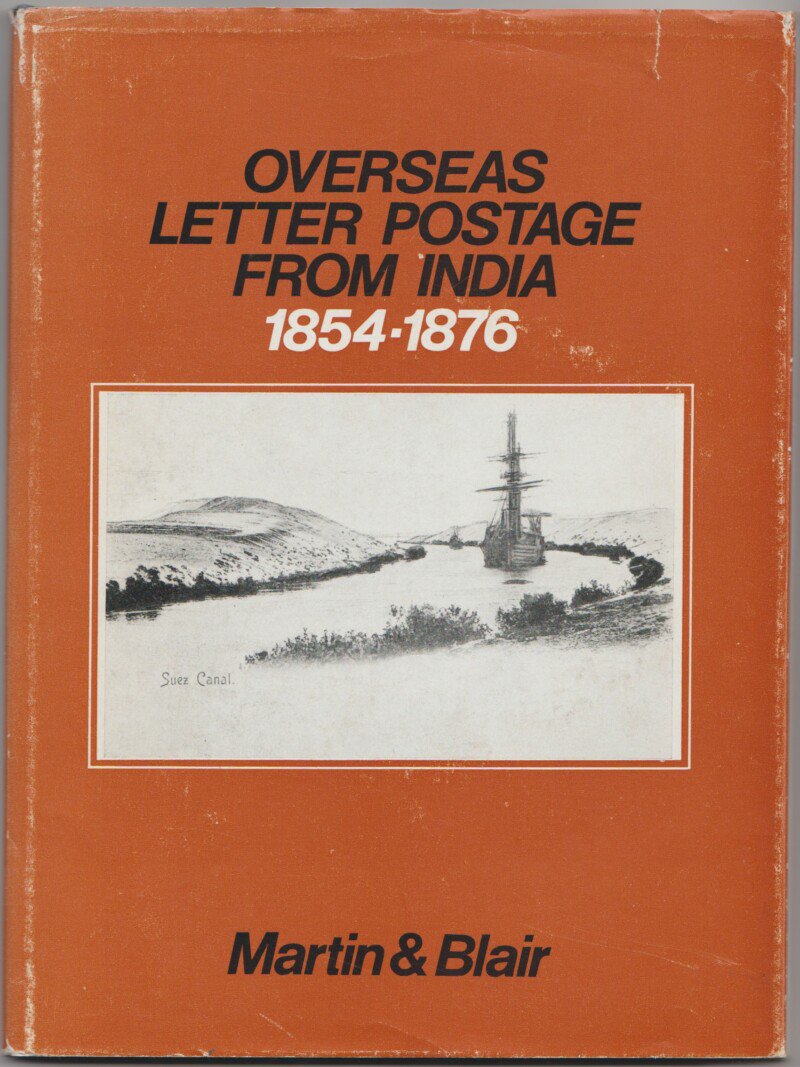 OVERSEAS
LETTER POSTAGE
FROM INDIA
1854·1876
Suez Canal.
Martin & Blair